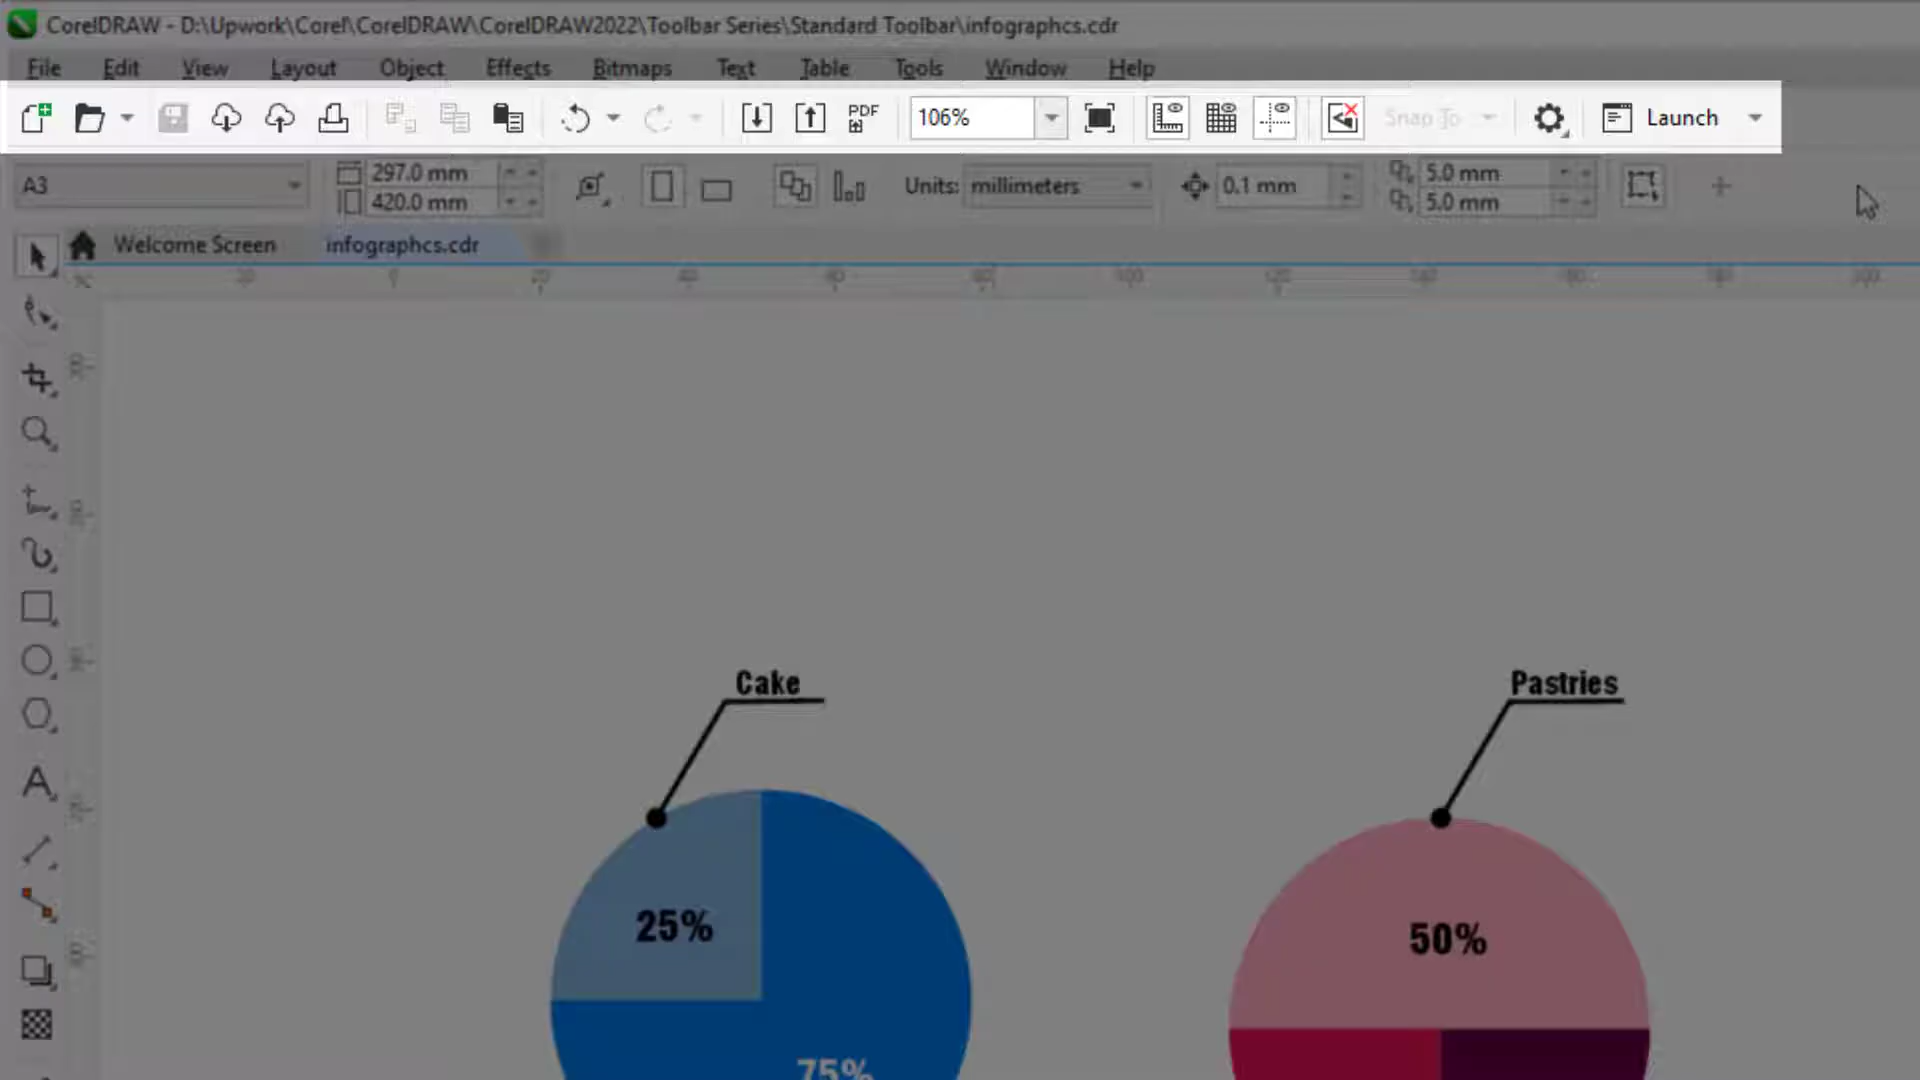 CorelDRAW - D:\Upwork\Corel\CorelDRAW\CorelDRAW2022\Toolbar Series\Standard Toolbar\infographcs.cdr
File Edit View Layout Object Effects Bitmaps Text Table Tools Window Help
PDF 106% Snap To Launch
A3 297.0 mm Units: millimeters 0.1 mm 5.0 mm
420.0 mm 5.0 mm
Welcome Screen infographcs.cdr
Cake Pastries
25% 50%
75%